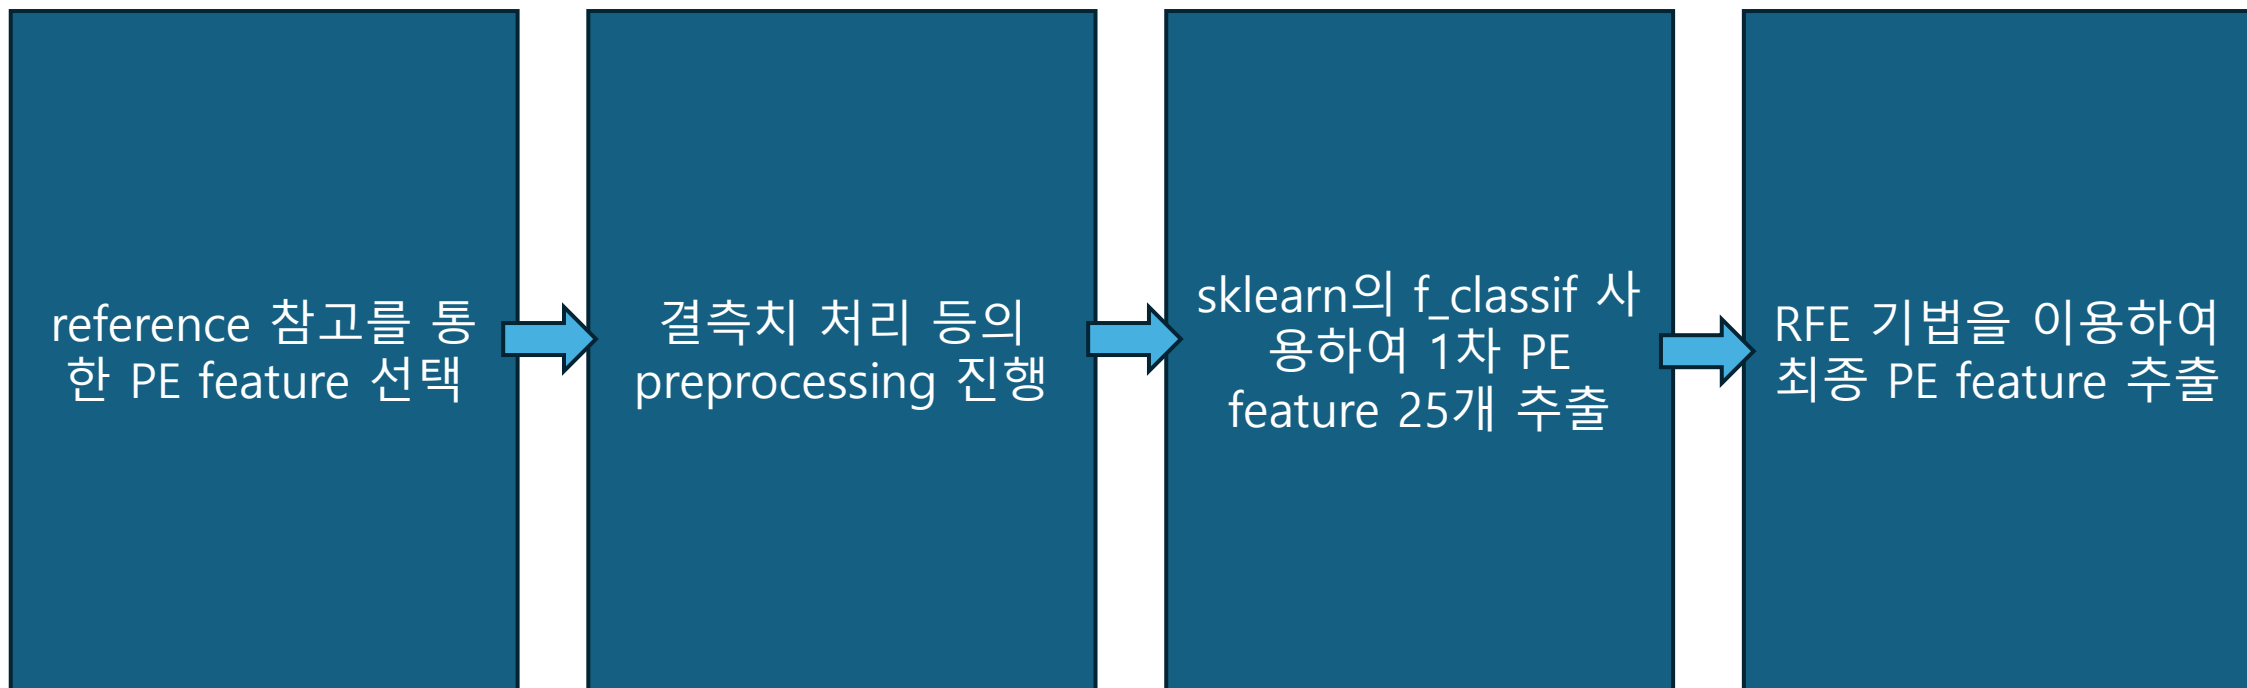 reference 참고를 통
한 PE feature 선택
결측치 처리 등의
preprocessing 진행
sklearn의 f_classif 사
용하여 1차 PE
feature 25개 추출
RFE 기법을 이용하여
최종 PE feature 추출